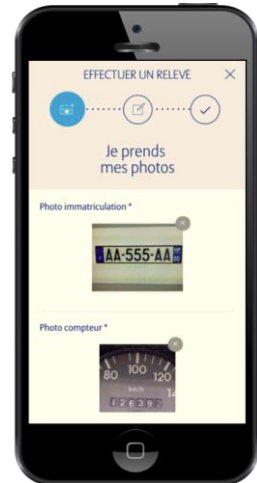 EFFECTUER UN RELEVE
Je prends
mes photos
Photo immatriculation *
AA-555-AA
Photo compteur *
80 100 120
km/h
12639